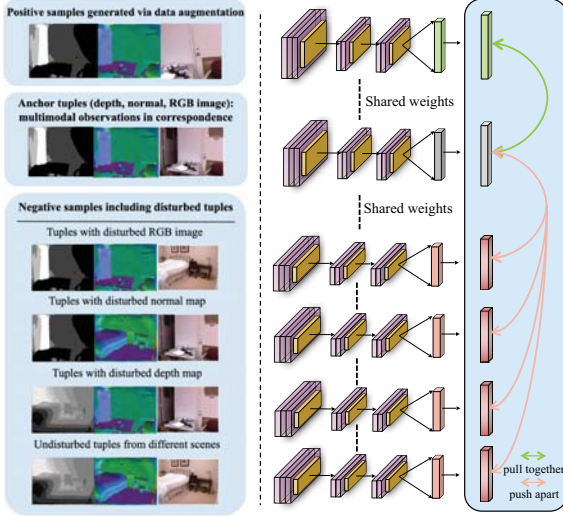 Positive samples generated via data augmentation
Anchor tuples (depth, normal, RGB image):
multimodal observations in correspondence
Negative samples including disturbed tuples
Tuples with disturbed RGB image
Tuples with disturbed normal map
Tuples with disturbed depth map
Undisturbed tuples from different scenes
Shared weights
Shared weights
pull together
push apart